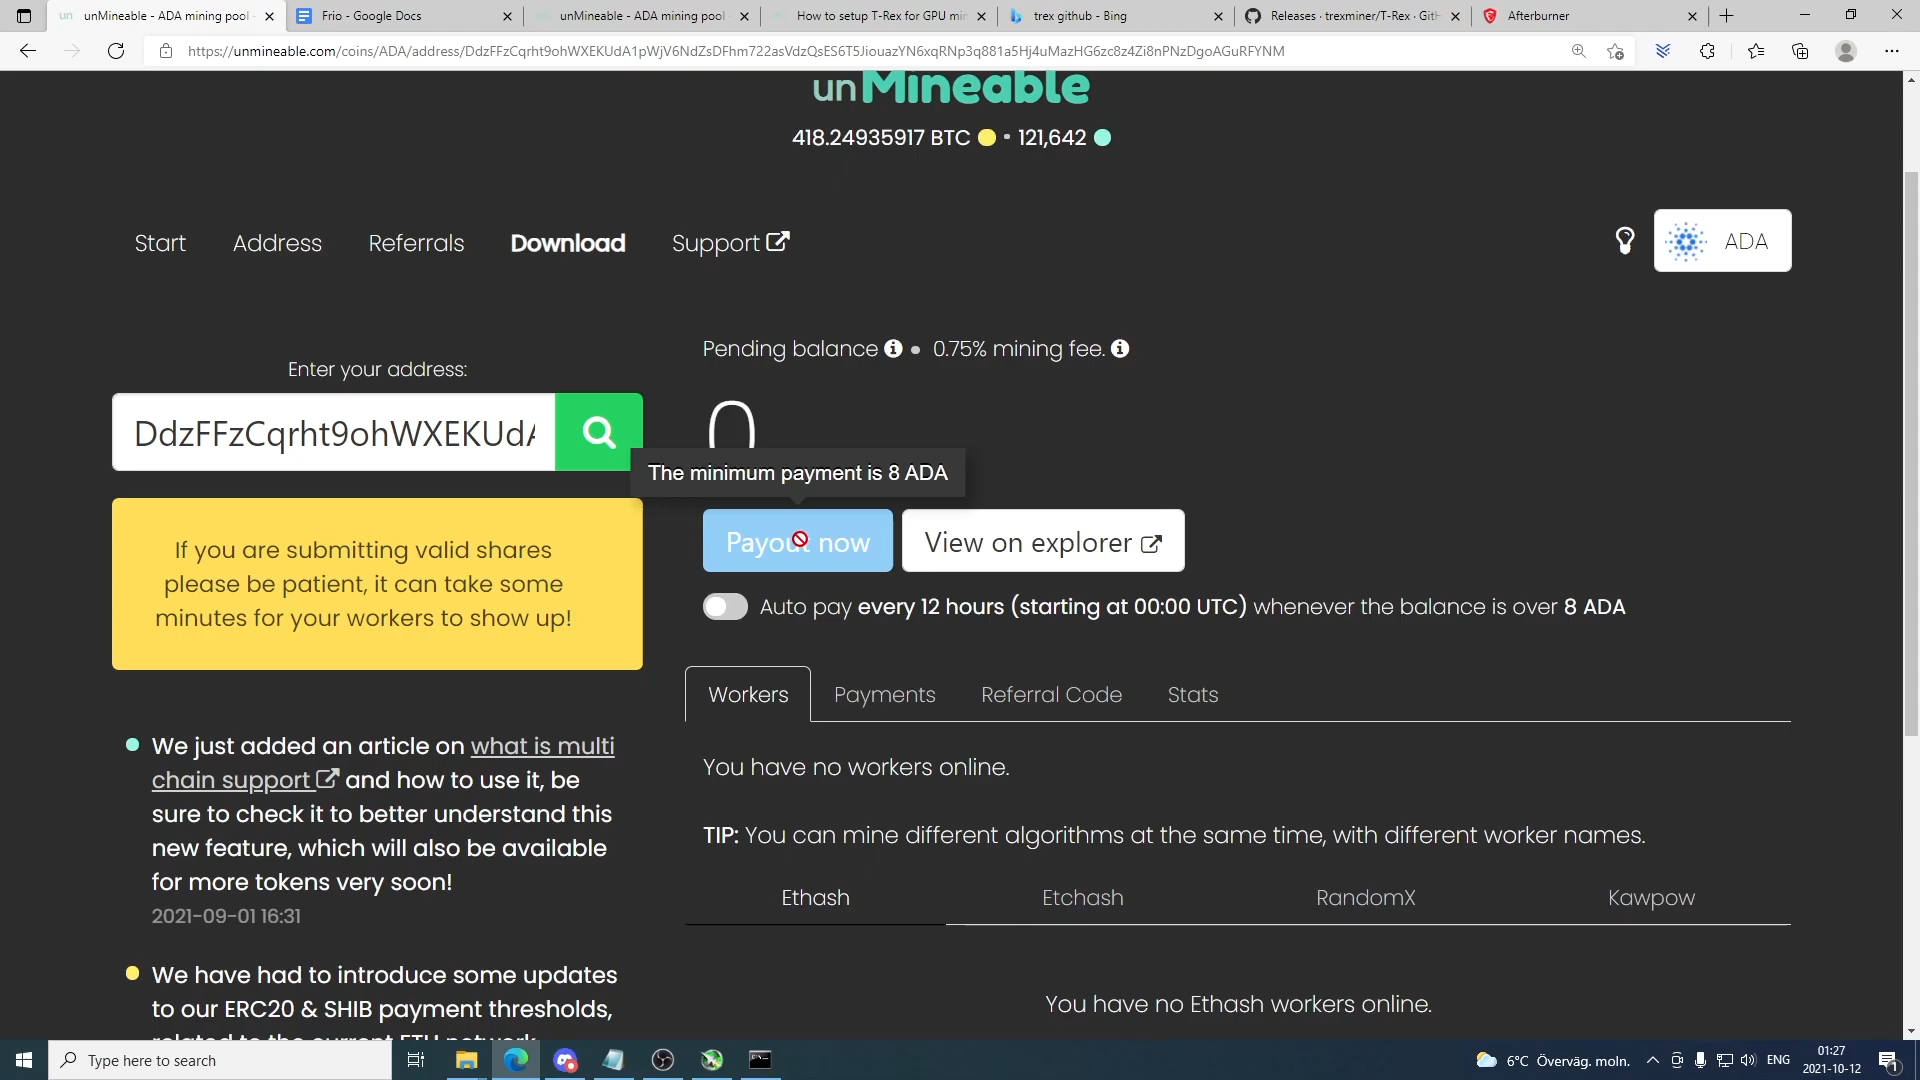 unMineable - ADA mining pool -
Frio - Google Docs
unMineable - ADA mining pool
How to setup T-Rex for GPU min
trex github - Bing
Releases · trexminer/T-Rex · GitH
Afterburner
https://unmineable.com/coins/ADA/address/DdzFFzCqrht9ohWXEKUdA1pWjV6NdZsDFhm722asVdzQsES6T5JiouazYN6xqRNp3q881a5Hj4uMazHG6zc8z4Zi8nPNzDgoAGuRFYNM
unMineable
418.24935917 BTC • 121,642
Start
Address
Referrals
Download
Support
ADA
Enter your address:
DdzFFzCqrht9ohWXEKUdA
If you are submitting valid shares
please be patient, it can take some
minutes for your workers to show up!
We just added an article on what is multi
chain support and how to use it, be
sure to check it to better understand this
new feature, which will also be available
for more tokens very soon!
2021-09-01 16:31
We have had to introduce some updates
to our ERC20 & SHIB payment thresholds,
related to the current ETH network
Pending balance • 0.75% mining fee.
0
The minimum payment is 8 ADA
Payout now
View on explorer
Auto pay every 12 hours (starting at 00:00 UTC) whenever the balance is over 8 ADA
Workers
Payments
Referral Code
Stats
You have no workers online.
TIP: You can mine different algorithms at the same time, with different worker names.
Ethash
Etchash
RandomX
Kawpow
You have no Ethash workers online.
Type here to search
6°C Överväg. moln.
ENG
01:27
2021-10-12
1